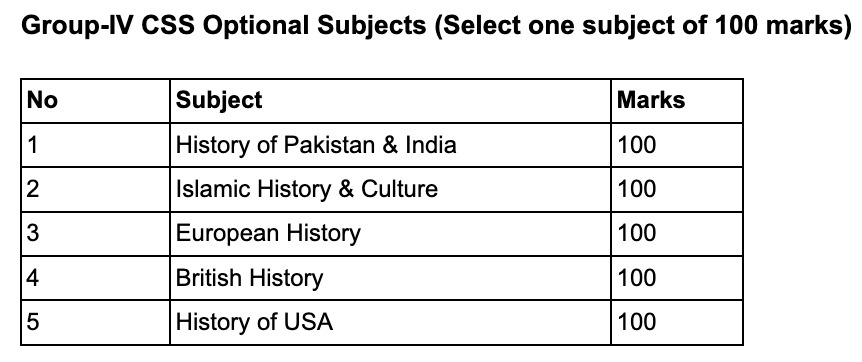 Group-IV CSS Optional Subjects (Select one subject of 100 marks)
No Subject Marks
1 History of Pakistan & India 100
2 Islamic History & Culture 100
3 European History 100
4 British History 100
5 History of USA 100